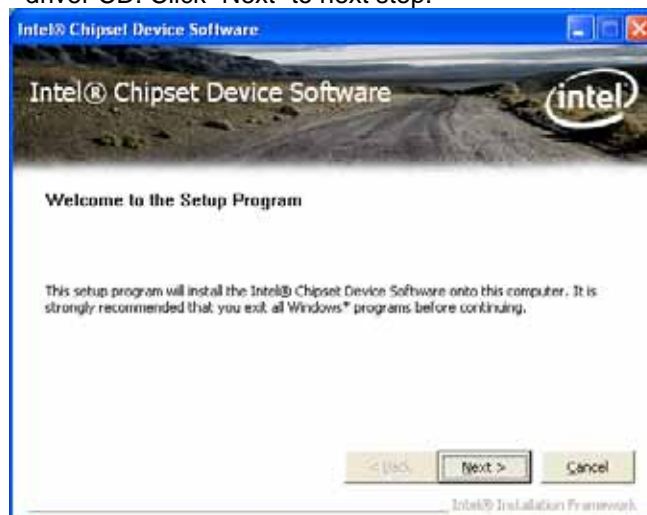 driver CD. Click "Next" to next step.
Intel® Chipset Device Software
Intel® Chipset Device Software
intel
Welcome to the Setup Program
This setup program will install the Intel® Chipset Device Software onto this computer. It is
strongly recommended that you exit all Windows* programs before continuing.
< Back
Next >
Cancel
Intel® Installation Framework